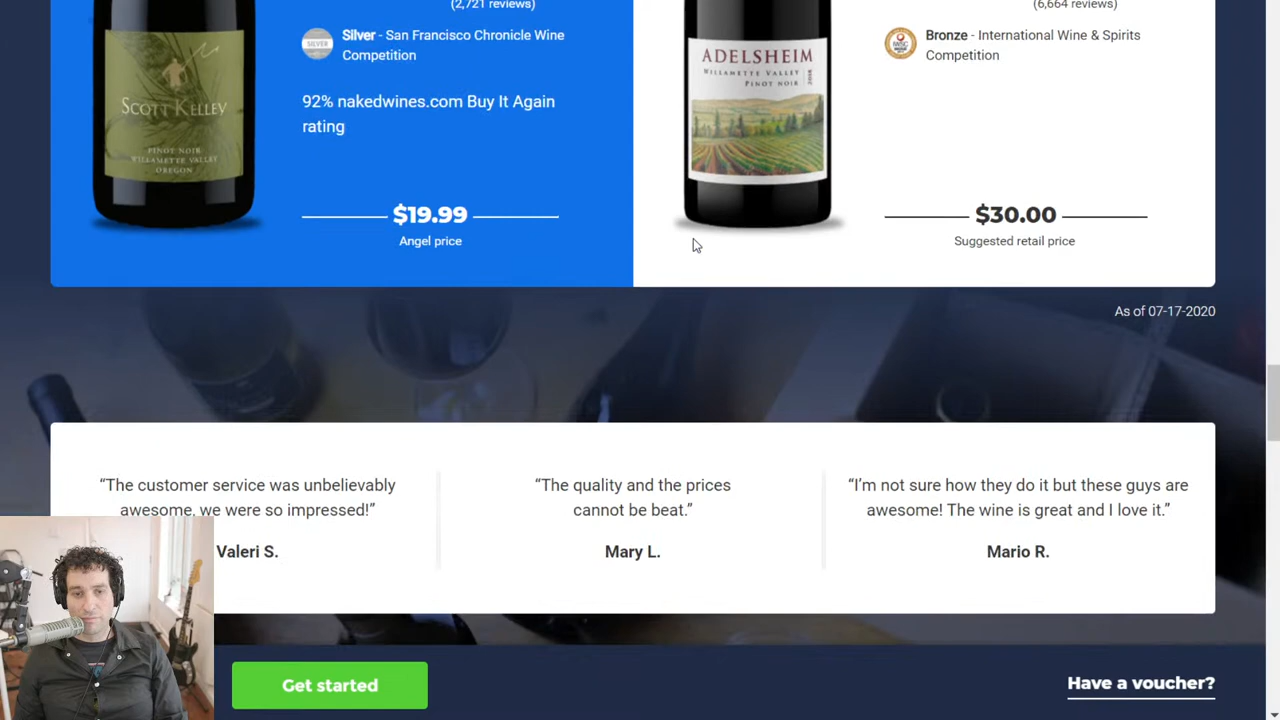 (2,721 reviews)
SILVER
Silver - San Francisco Chronicle Wine
Competition
92% nakedwines.com Buy It Again
rating
$19.99
Angel price
SCOTT KELLEY
PINOT NOIR
WILLAMETTE VALLEY
OREGON
(6,664 reviews)
IWSC
Bronze - International Wine & Spirits
Competition
$30.00
Suggested retail price
ADELSHEIM
WILLAMETTE VALLEY
PINOT NOIR
As of 07-17-2020
“The customer service was unbelievably
awesome, we were so impressed!”
Valeri S.
“The quality and the prices
cannot be beat.”
Mary L.
“I’m not sure how they do it but these guys are
awesome! The wine is great and I love it.”
Mario R.
Get started
Have a voucher?